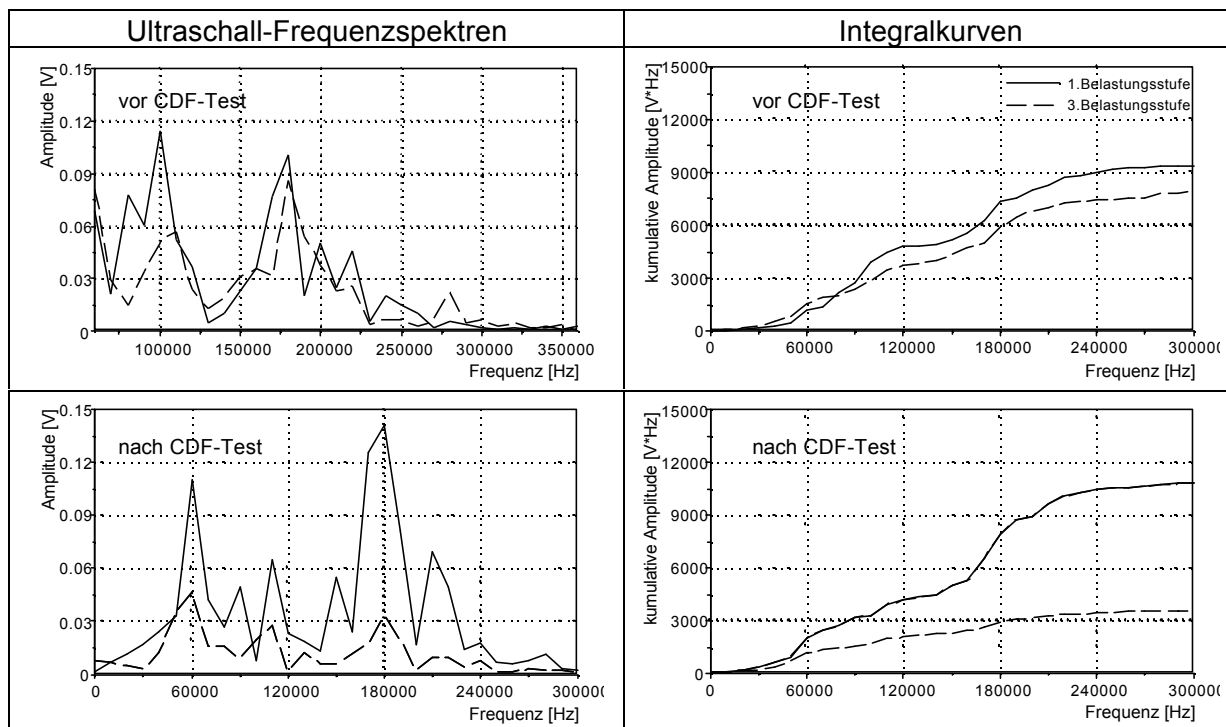 Ultraschall-Frequenzspektren
Integralkurven
0.15
0.12
0.09
0.06
0.03
0
Amplitude [V]
vor CDF-Test
100000 150000 200000 250000 300000 350000
Frequenz [Hz]
15000
12000
9000
6000
3000
0
kumulative Amplitude [V*Hz]
vor CDF-Test
1.Belastungsstufe
3.Belastungsstufe
0 60000 120000 180000 240000 300000
Frequenz [Hz]
0.15
0.12
0.09
0.06
0.03
0
Amplitude [V]
nach CDF-Test
0 60000 120000 180000 240000 300000
Frequenz [Hz]
15000
12000
9000
6000
3000
0
kumulative Amplitude [V*Hz]
nach CDF-Test
0 60000 120000 180000 240000 300000
Frequenz [Hz]